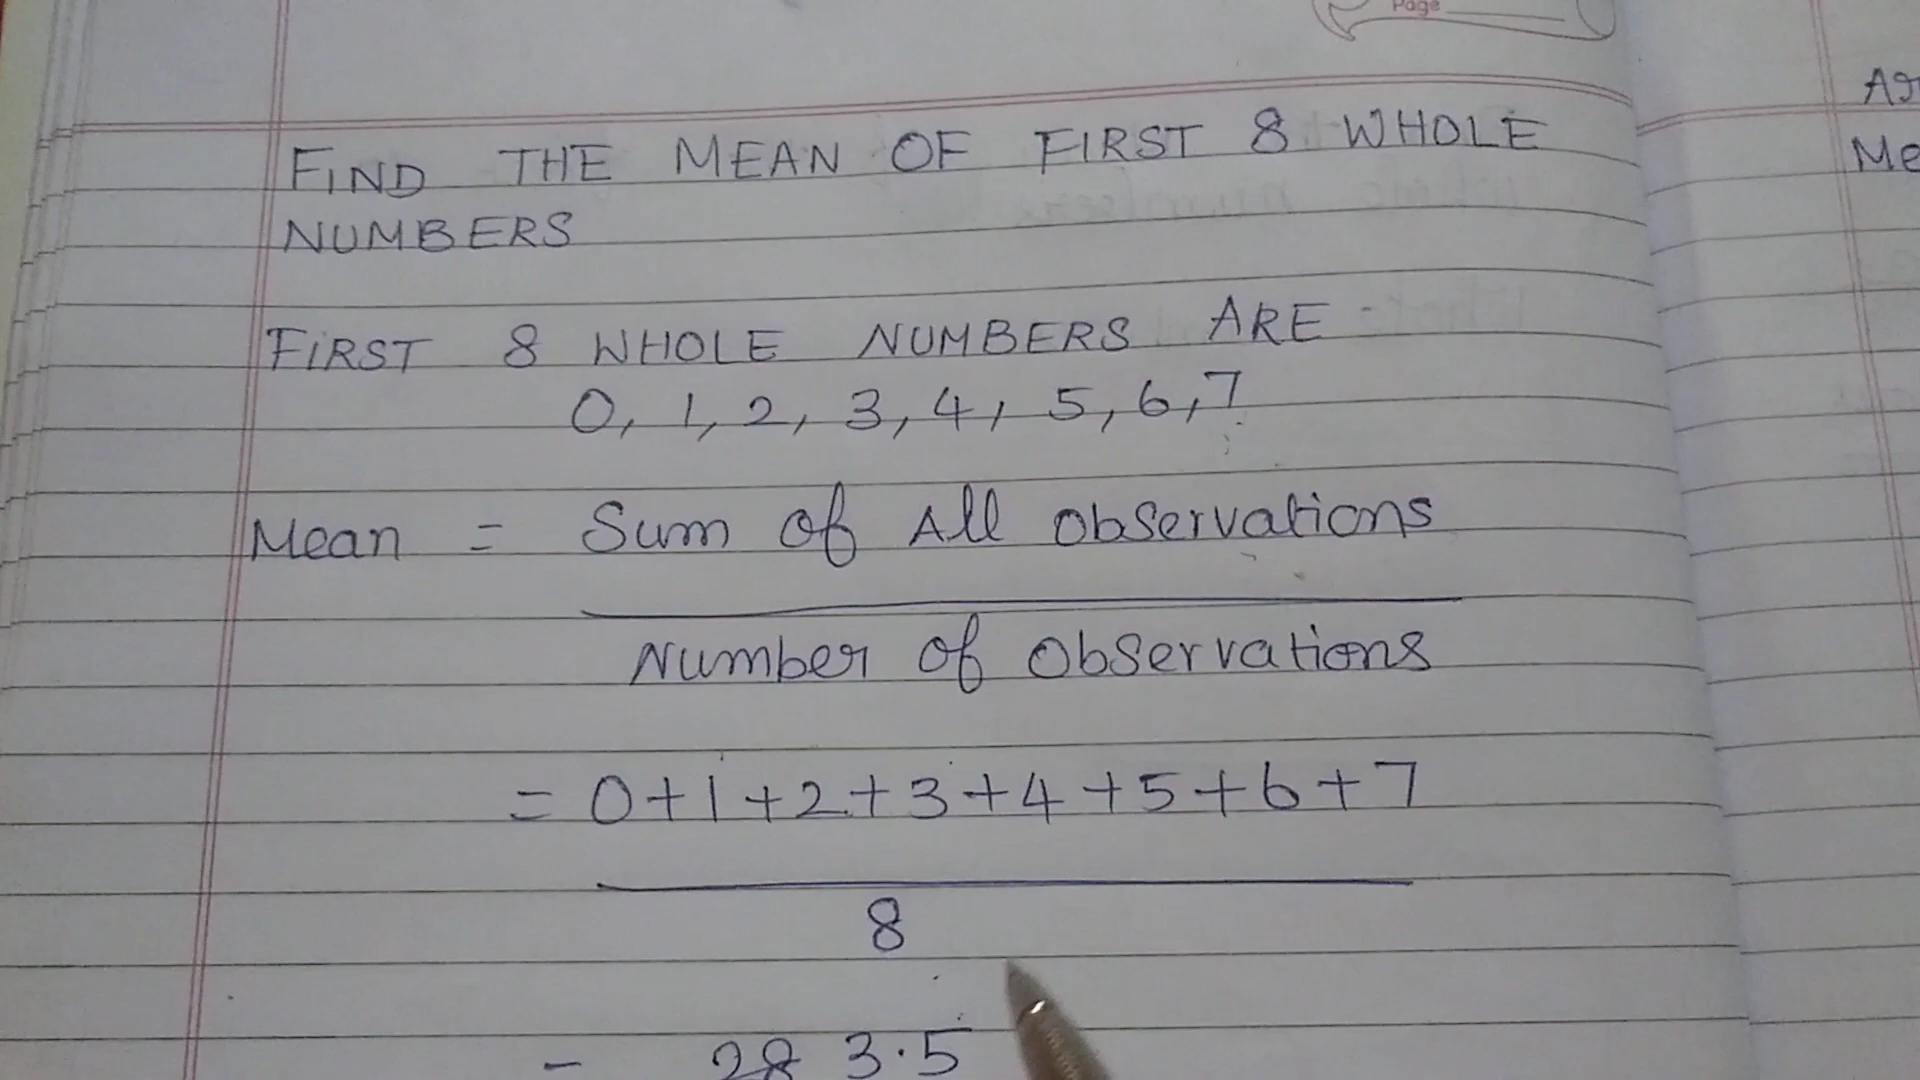 Page
FIND THE MEAN OF FIRST 8 WHOLE
NUMBERS
FIRST 8 WHOLE NUMBERS ARE
0, 1, 2, 3, 4, 5, 6, 7
Mean = Sum of All Observations
Number of Observations
= 0+1+2+3+4+5+6+7
8
= 28 3.5
Me